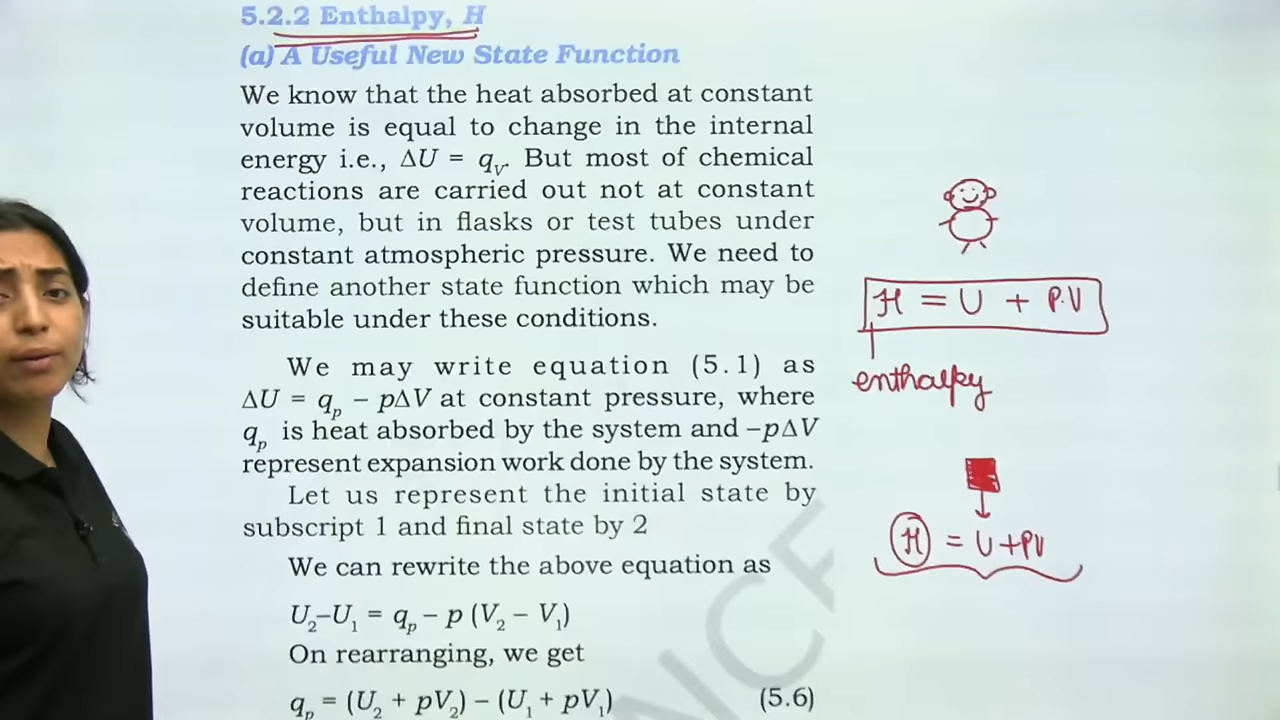 5.2.2 Enthalpy, H
(a) A Useful New State Function
We know that the heat absorbed at constant
volume is equal to change in the internal
energy i.e., ΔU = qᵥ. But most of chemical
reactions are carried out not at constant
volume, but in flasks or test tubes under
constant atmospheric pressure. We need to
define another state function which may be
suitable under these conditions.
We may write equation (5.1) as
ΔU = qₚ – pΔV at constant pressure, where
qₚ is heat absorbed by the system and –pΔV
represent expansion work done by the system.
Let us represent the initial state by
subscript 1 and final state by 2
We can rewrite the above equation as
U₂–U₁ = qₚ – p (V₂ – V₁)
On rearranging, we get
qₚ = (U₂ + pV₂) – (U₁ + pV₁) (5.6)
H = U + P.V
enthalpy
H = U + PV
NCE